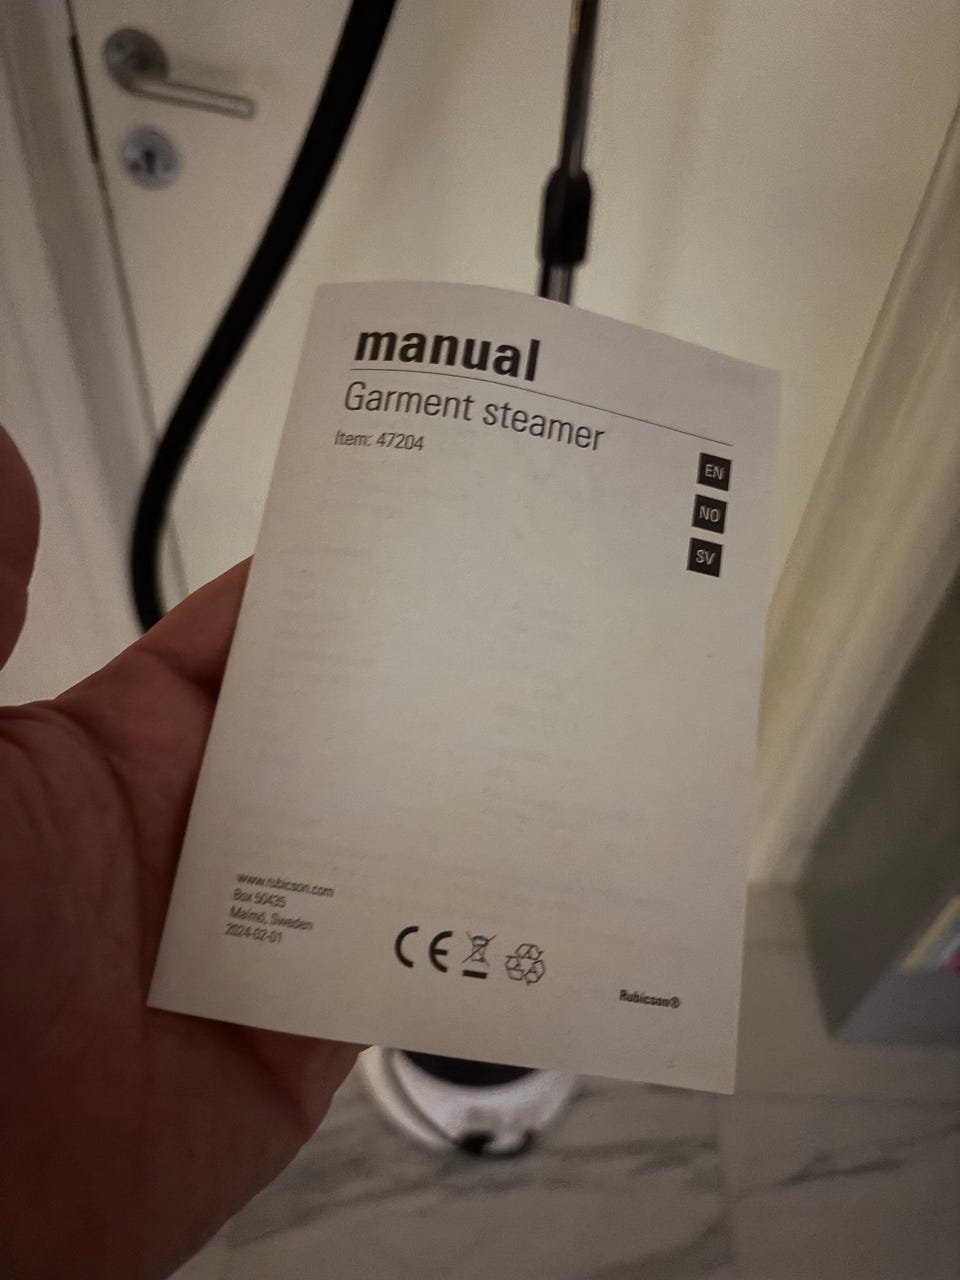 manual
Garment steamer
Item: 47204
EN
NO
SV
www.rubicson.com
Box 50435
Malmö, Sweden
2024-02-01
CE
Rubicson®